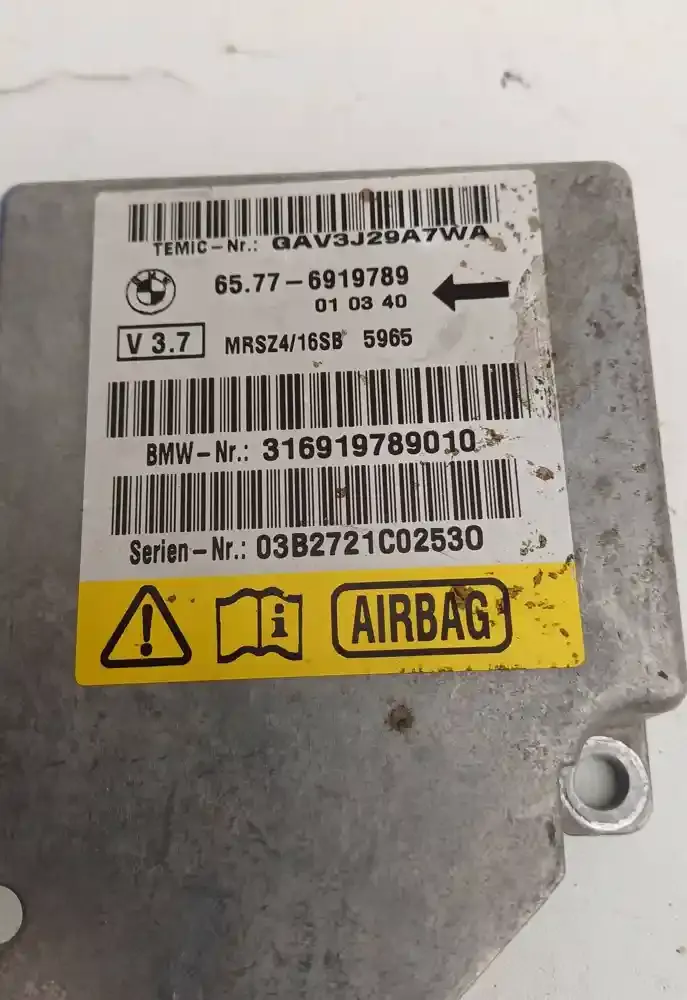 TEMIC-Nr.: GAV3J29A7WA
65.77-6919789
01 03 40
V 3.7 MRSZ4/16SB 5965
BMW-Nr.: 316919789010
Serien-Nr.: 03B2721C02530
AIRBAG